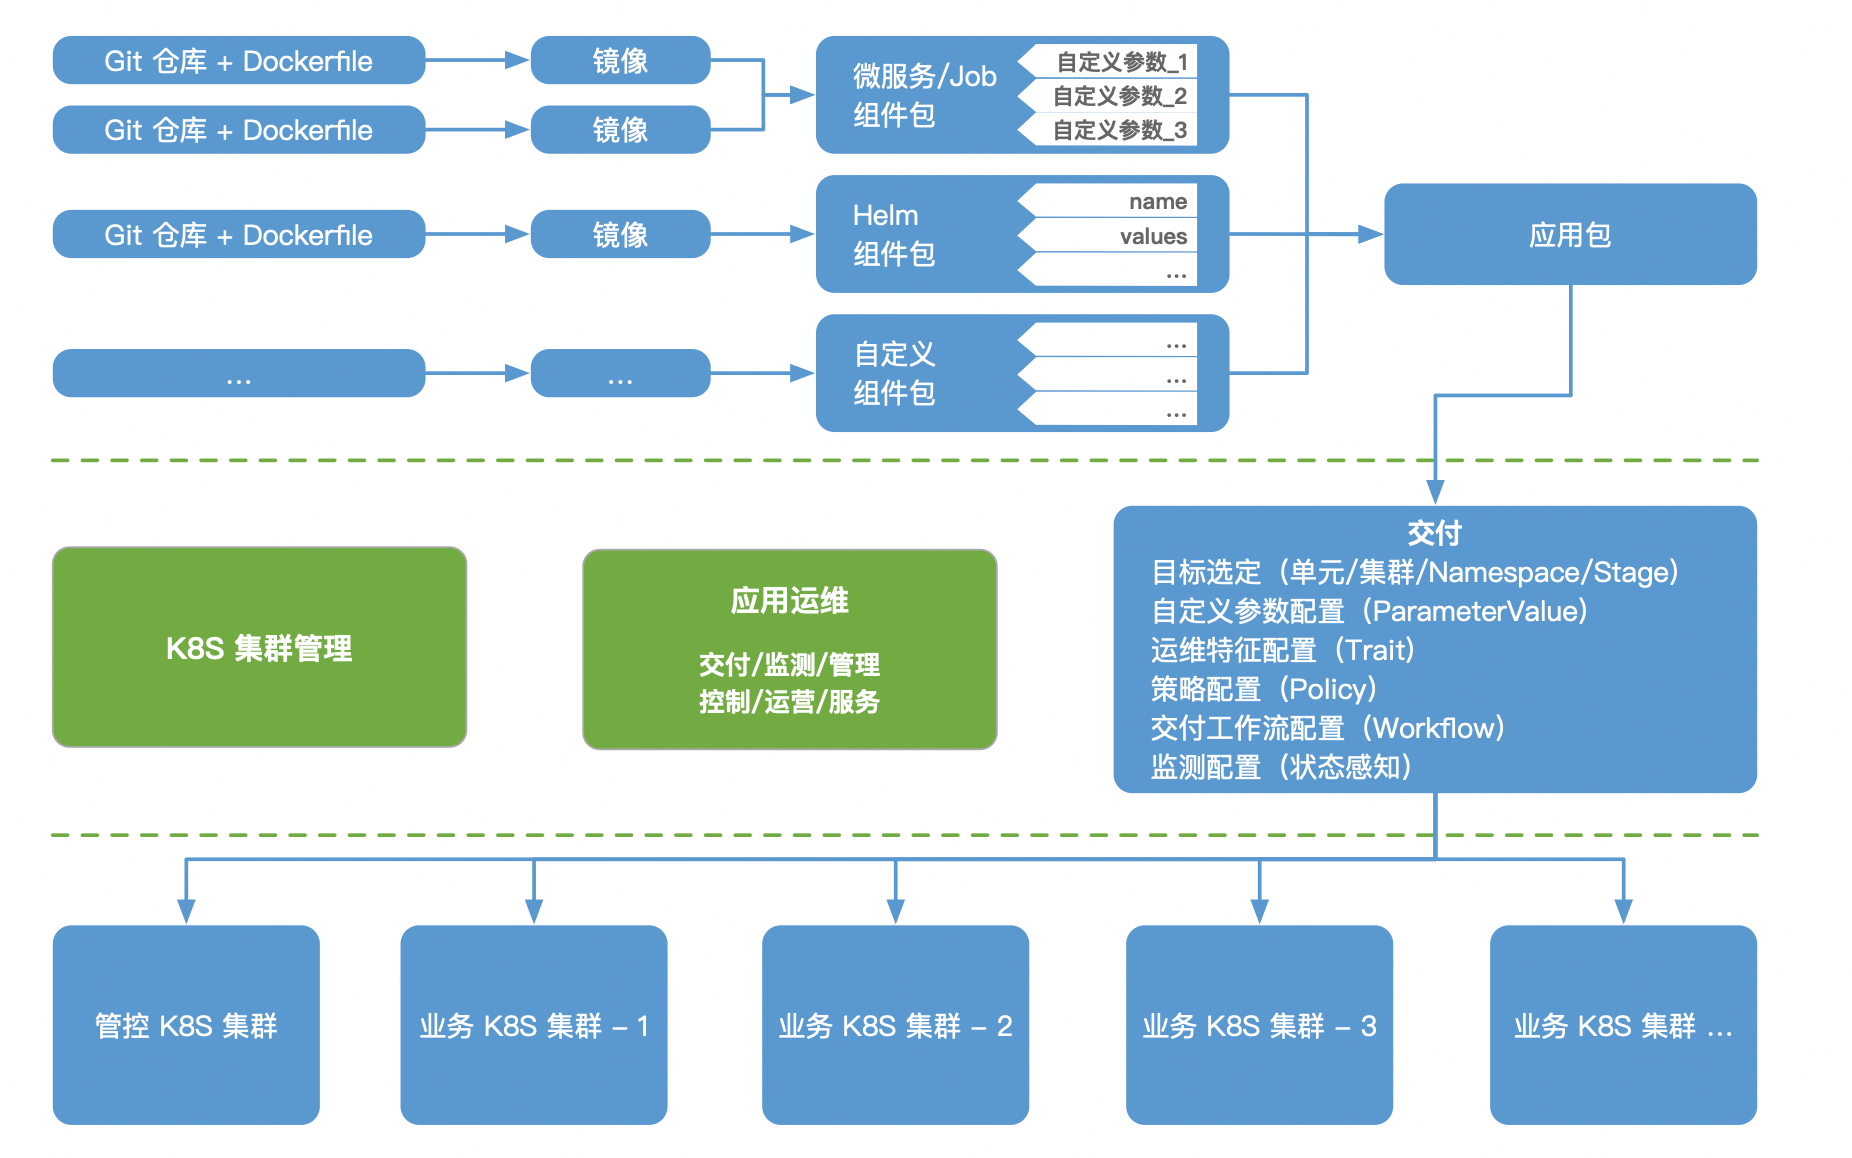 Git 仓库 + Dockerfile
镜像
Git 仓库 + Dockerfile
镜像
微服务/Job
组件包
自定义参数_1
自定义参数_2
自定义参数_3
Git 仓库 + Dockerfile
镜像
Helm
组件包
name
values
...
应用包
...
...
自定义
组件包
...
...
...
K8S 集群管理
应用运维
交付/监测/管理
控制/运营/服务
交付
目标选定（单元/集群/Namespace/Stage）
自定义参数配置（ParameterValue）
运维特征配置（Trait）
策略配置（Policy）
交付工作流配置（Workflow）
监测配置（状态感知）
管控 K8S 集群
业务 K8S 集群 – 1
业务 K8S 集群 – 2
业务 K8S 集群 – 3
业务 K8S 集群 ...